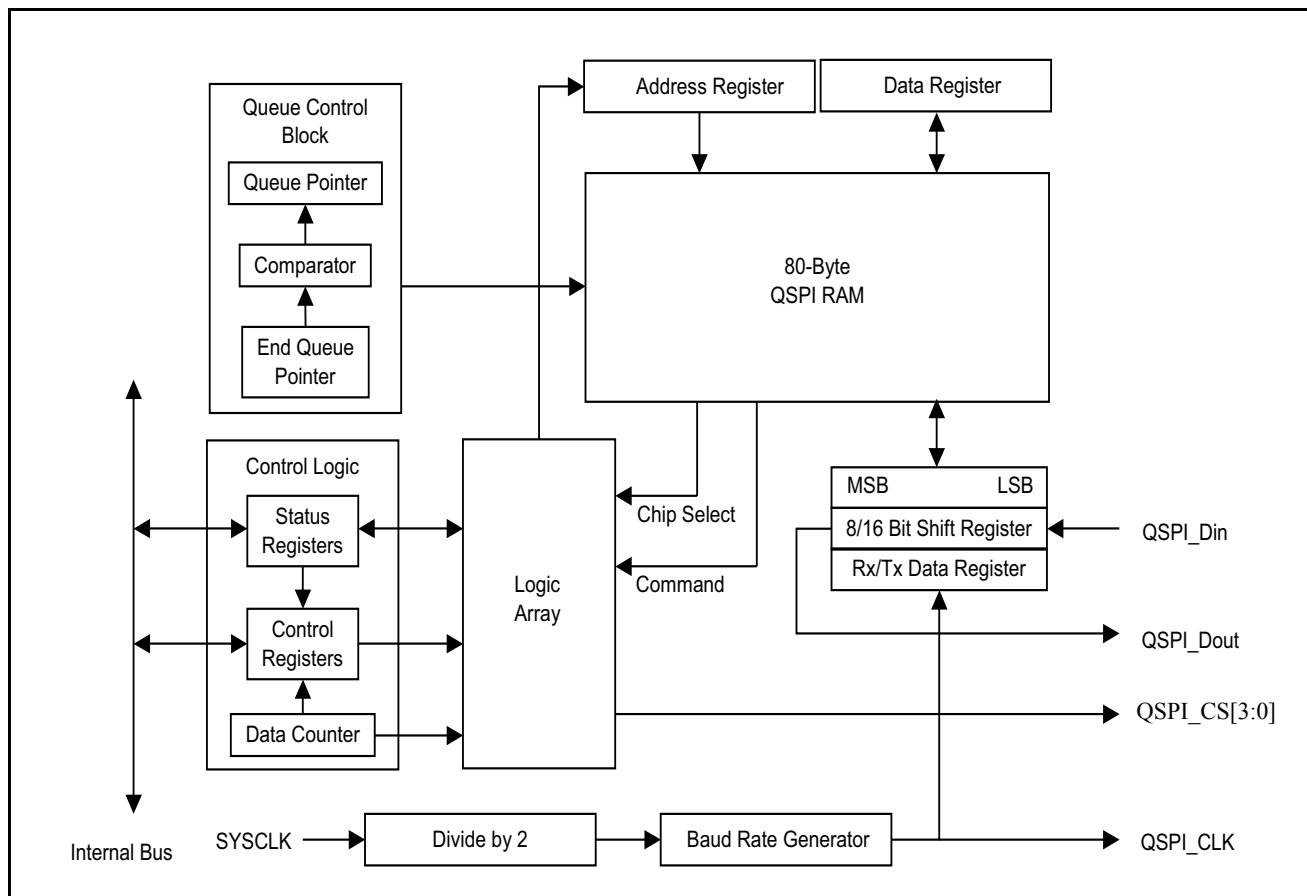 Address Register
Data Register
Queue Control
Block
Queue Pointer
Comparator
End Queue
Pointer
80-Byte
QSPI RAM
Control Logic
Status
Registers
Control
Registers
Data Counter
Logic
Array
Chip Select
Command
MSB LSB
8/16 Bit Shift Register
Rx/Tx Data Register
QSPI_Din
QSPI_Dout
QSPI_CS[3:0]
Internal Bus
SYSCLK
Divide by 2
Baud Rate Generator
QSPI_CLK